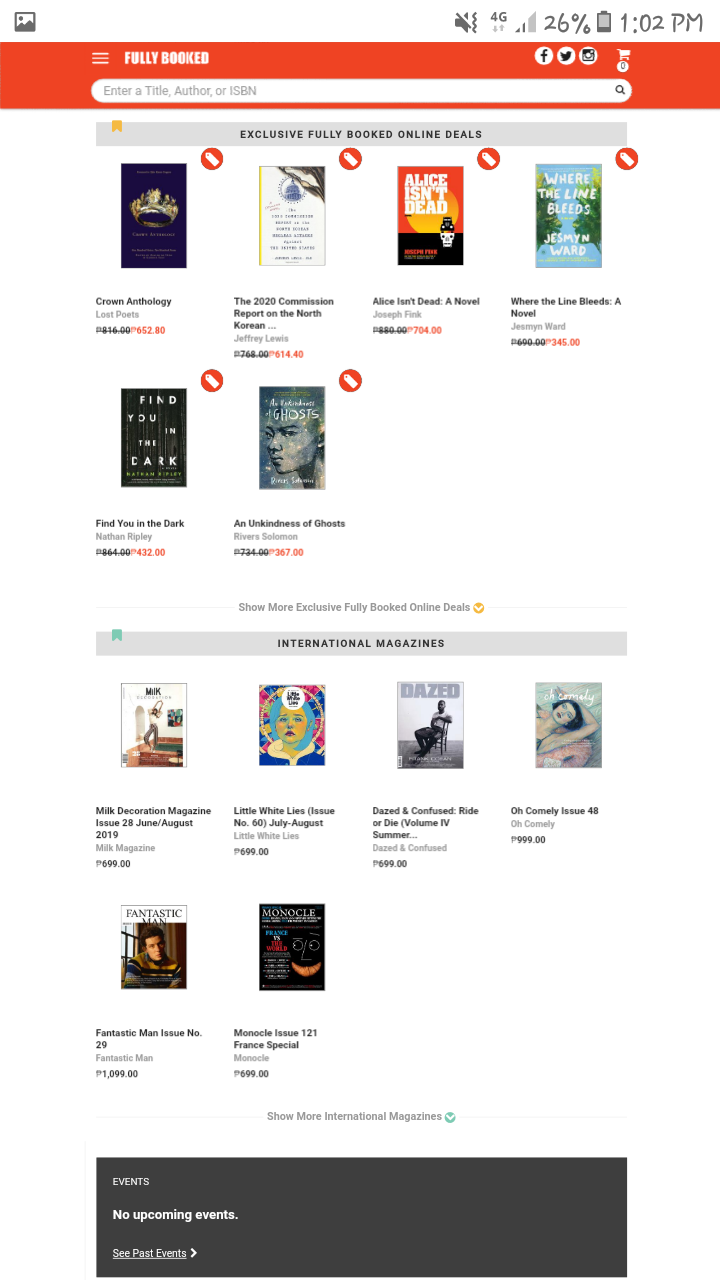 4G 26% 1:02 PM
FULLY BOOKED
0
Enter a Title, Author, or ISBN
EXCLUSIVE FULLY BOOKED ONLINE DEALS
CROWN ANTHOLOGY
ALICE
ISN'T
DEAD
JOSEPH FINK
WHERE
THE LINE
BLEEDS
JESMYN
WARD
Crown Anthology
Lost Poets
₱816.00₱652.80
The 2020 Commission
Report on the North
Korean ...
Jeffrey Lewis
₱768.00₱614.40
Alice Isn't Dead: A Novel
Joseph Fink
₱880.00₱704.00
Where the Line Bleeds: A
Novel
Jesmyn Ward
₱690.00₱345.00
FIND
YOU
IN
THE
DARK
NATHAN RIPLEY
An Unkindness
of GHOSTS
Rivers Solomon
Find You in the Dark
Nathan Ripley
₱864.00₱432.00
An Unkindness of Ghosts
Rivers Solomon
₱734.00₱367.00
Show More Exclusive Fully Booked Online Deals
INTERNATIONAL MAGAZINES
MilK
DECORATION
Little
White
Lies
DAZED
oh comely
Milk Decoration Magazine
Issue 28 June/August
2019
Milk Magazine
₱699.00
Little White Lies (Issue
No. 60) July-August
Little White Lies
₱699.00
Dazed & Confused: Ride
or Die (Volume IV
Summer...
Dazed & Confused
₱699.00
Oh Comely Issue 48
Oh Comely
₱999.00
FANTASTIC
MAN
MONOCLE
FRANCE
VS
THE
WORLD
Fantastic Man Issue No.
29
Fantastic Man
₱1,099.00
Monocle Issue 121
France Special
Monocle
₱699.00
Show More International Magazines
EVENTS
No upcoming events.
See Past Events